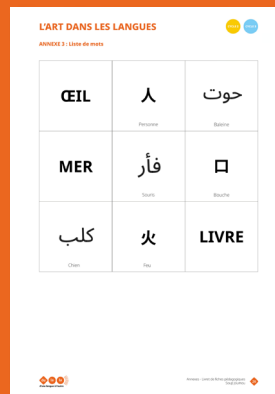 L'ART DANS LES LANGUES
ANNEXE 3 : Liste de mots
ŒIL
人
Personne
حوت
Baleine
MER
فأر
Souris
口
Bouche
كلب
Chien
火
Feu
LIVRE